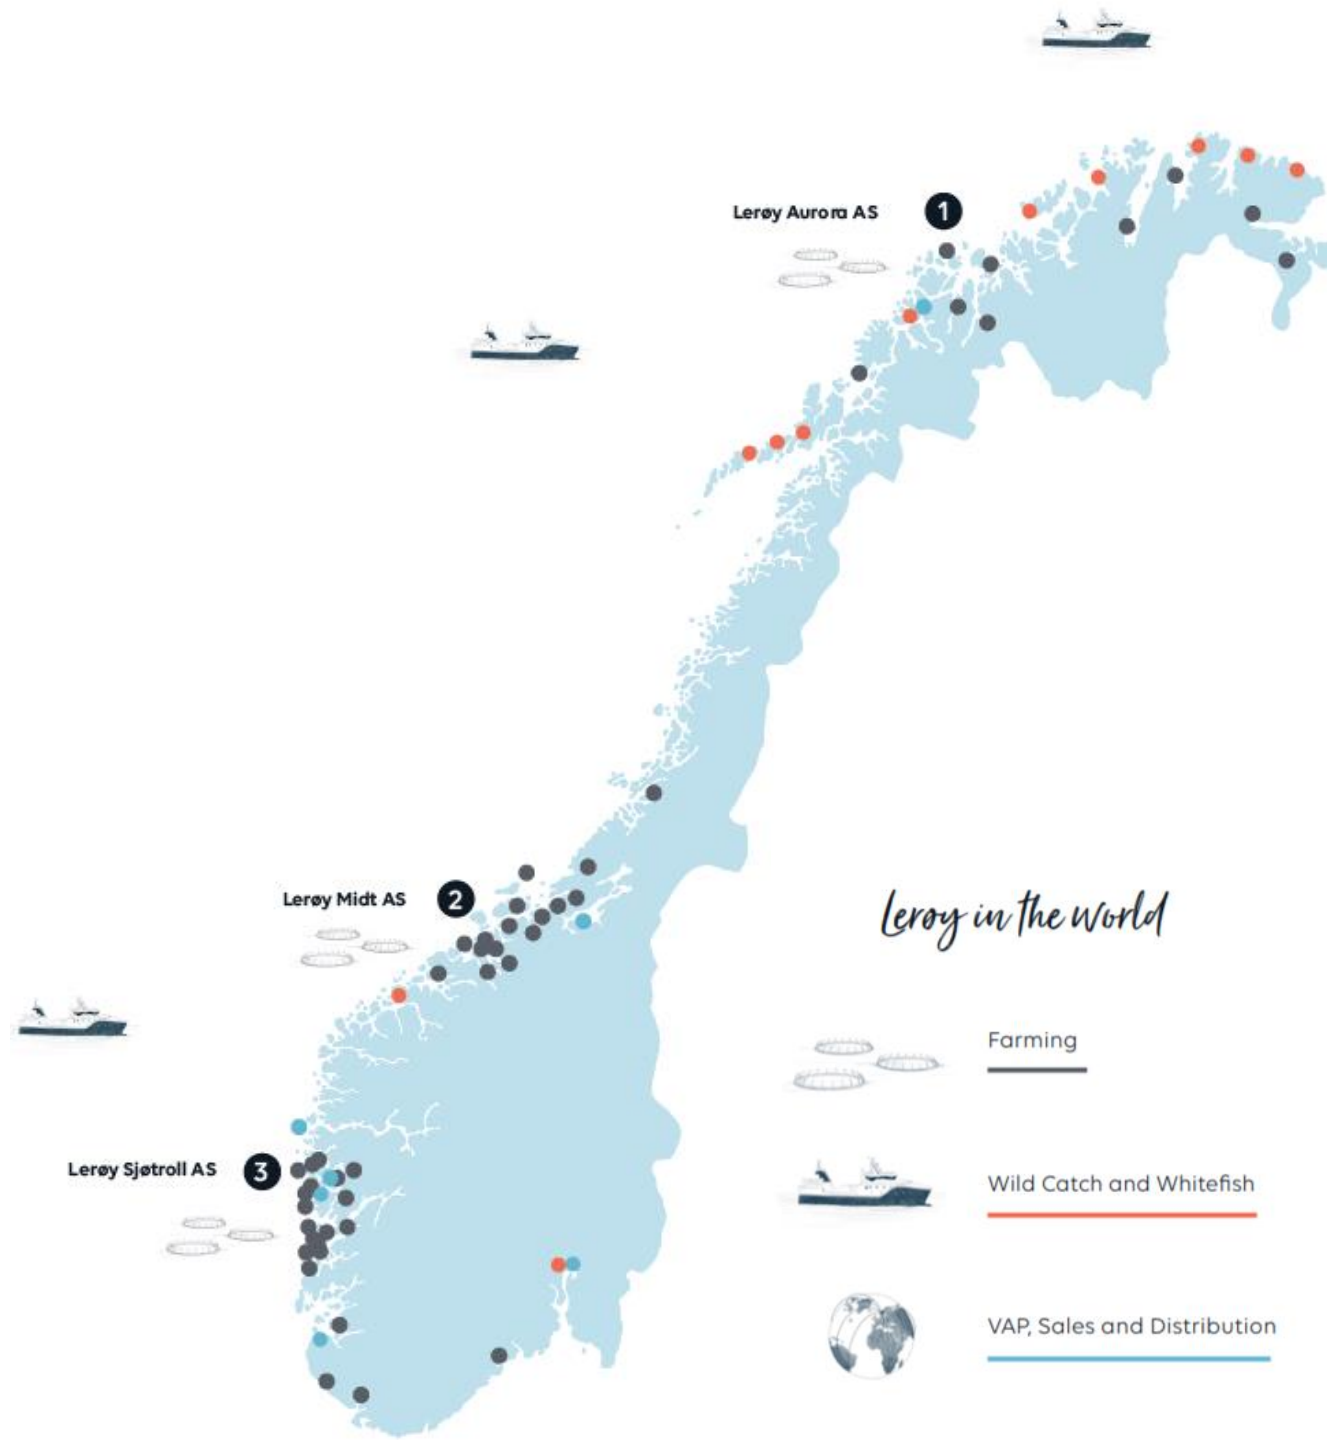 Lerøy Aurora AS 1
Lerøy Midt AS 2
Lerøy in the world
Farming
Lerøy Sjøtroll AS 3
Wild Catch and Whitefish
VAP, Sales and Distribution